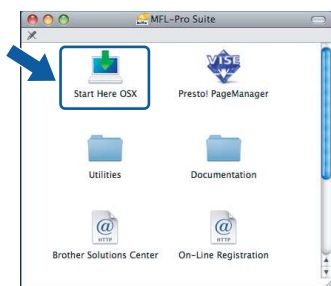 MFL-Pro Suite
Start Here OSX
VISE
Presto! PageManager
Utilities
Documentation
@
HTTP
@
HTTP
Brother Solutions Center
On-Line Registration